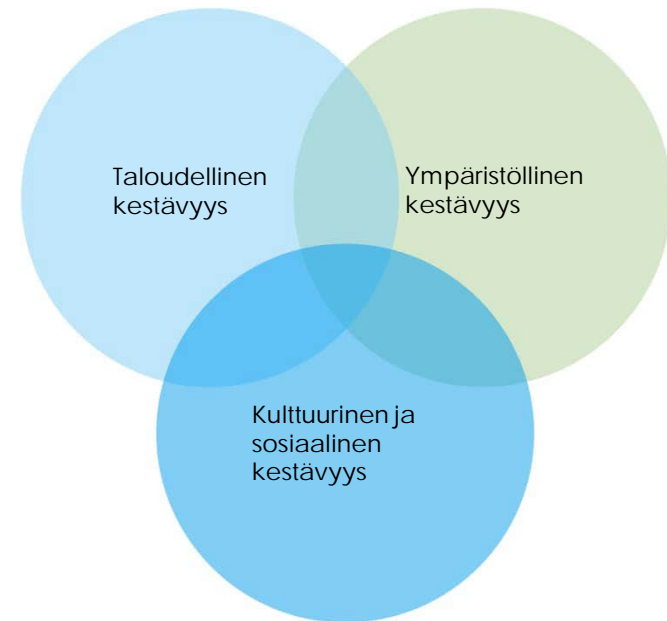 Taloudellinen
kestävyys
Ympäristöllinen
kestävyys
Kulttuurinen ja
sosiaalinen
kestävyys